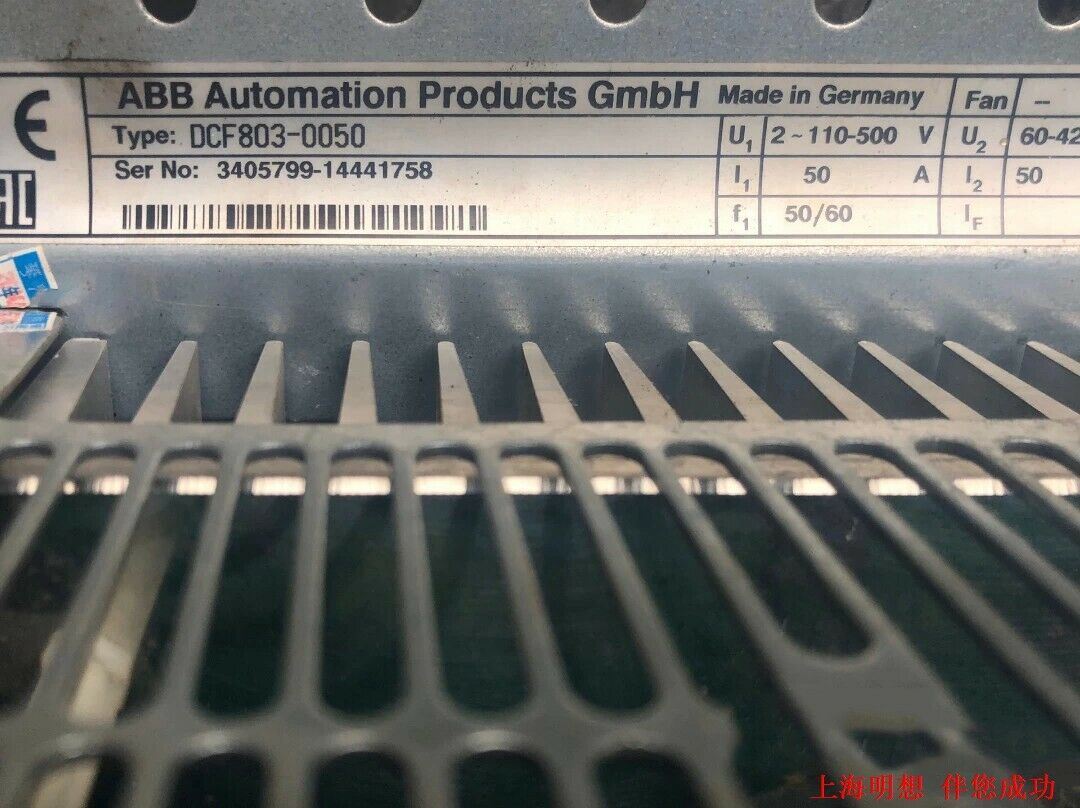 ABB Automation Products GmbH Made in Germany Fan --
Type: DCF803-0050 U1 2~110-500 V U2 60-42
Ser No: 3405799-14441758 I1 50 A I2 50
f1 50/60 IF
CE
EAC
上海明想 伴您成功